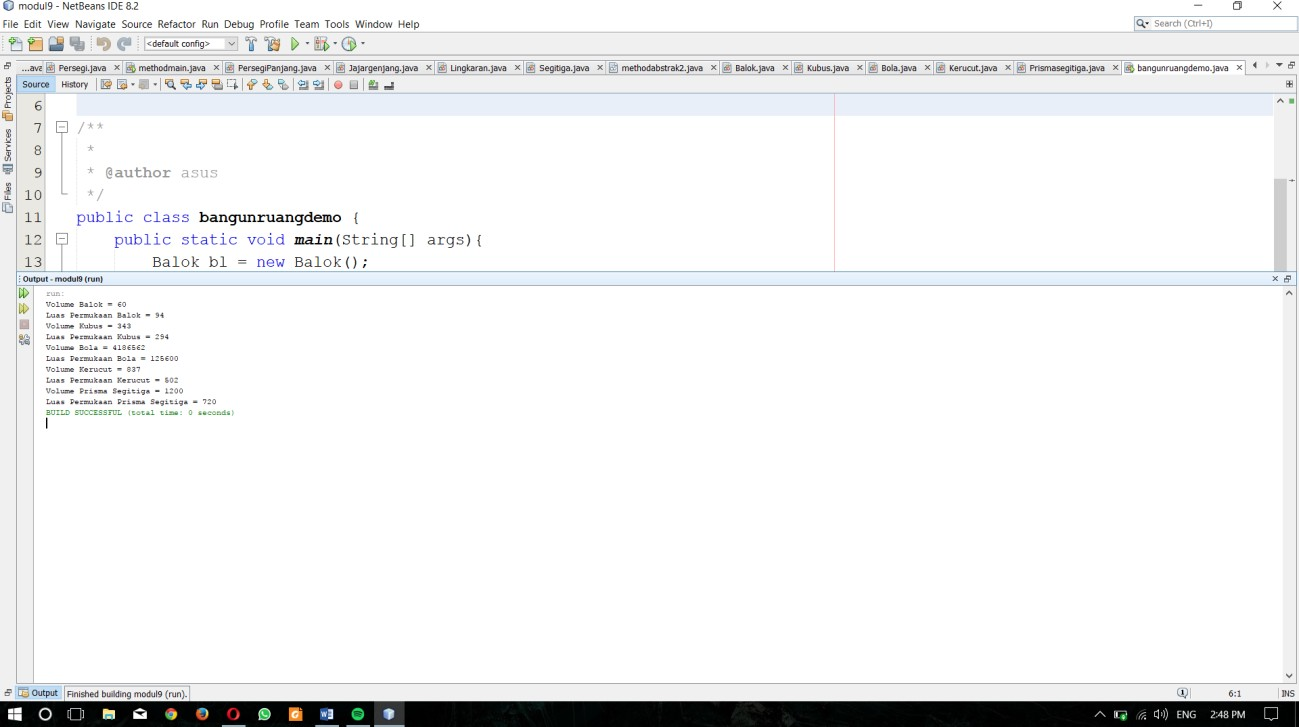 modul9 - NetBeans IDE 8.2
File Edit View Navigate Source Refactor Run Debug Profile Team Tools Window Help
Search (Ctrl+I)
<default config>
...ava Persegi.java methodmain.java PersegiPanjang.java Jajargenjang.java Lingkaran.java Segitiga.java methodabstrak2.java Balok.java Kubus.java Bola.java Kerucut.java Prismasegitiga.java bangunruangdemo.java
Source History
Projects
Services
Files
6
7 /**
8 *
9 * @author asus
10 */
11 public class bangunruangdemo {
12 public static void main(String[] args){
13 Balok bl = new Balok();
Output - modul9 (run)
run:
Volume Balok = 60
Luas Permukaan Balok = 94
Volume Kubus = 343
Luas Permukaan Kubus = 294
Volume Bola = 4186562
Luas Permukaan Bola = 125600
Volume Kerucut = 837
Luas Permukaan Kerucut = 502
Volume Prisma Segitiga = 1200
Luas Permukaan Prisma Segitiga = 720
BUILD SUCCESSFUL (total time: 0 seconds)
Output Finished building modul9 (run). 6:1 INS
ENG 2:48 PM